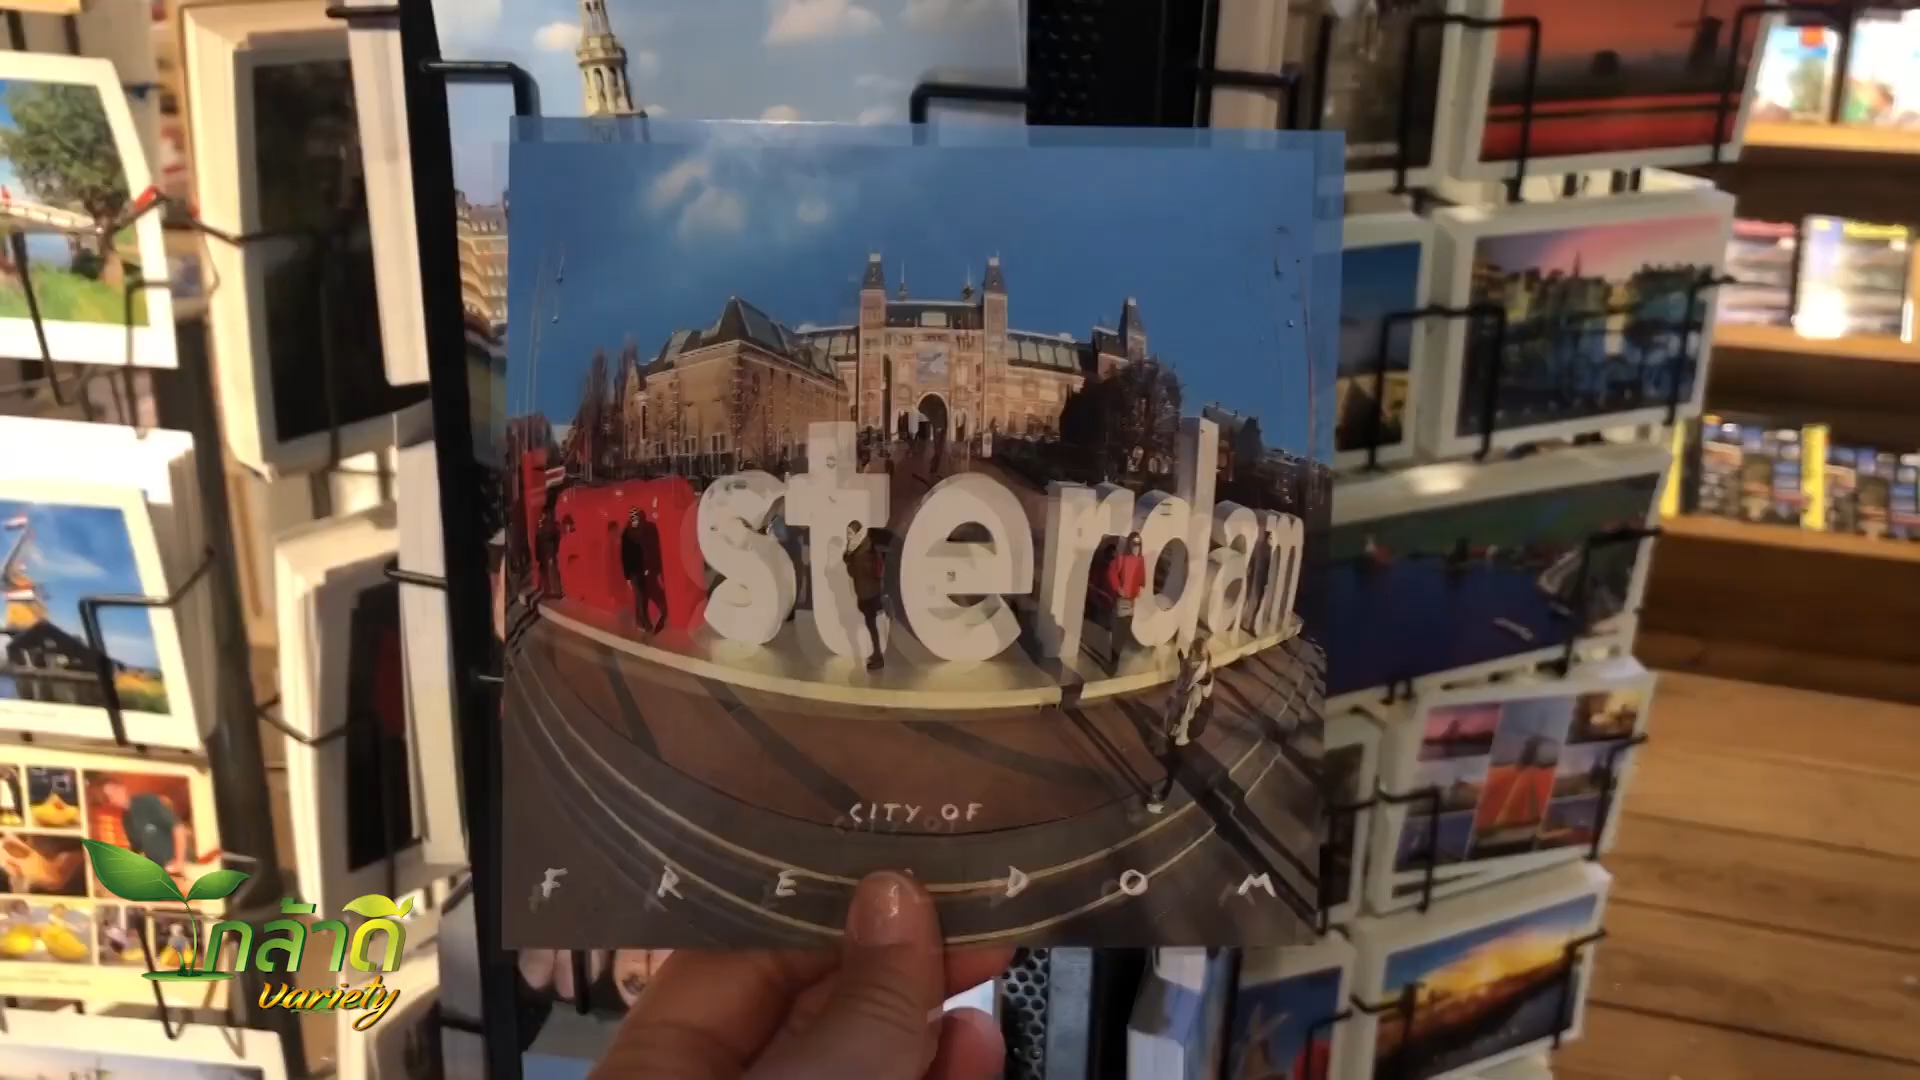 sterdam
CITY OF
F R E D O M
กล้าดี
Variety